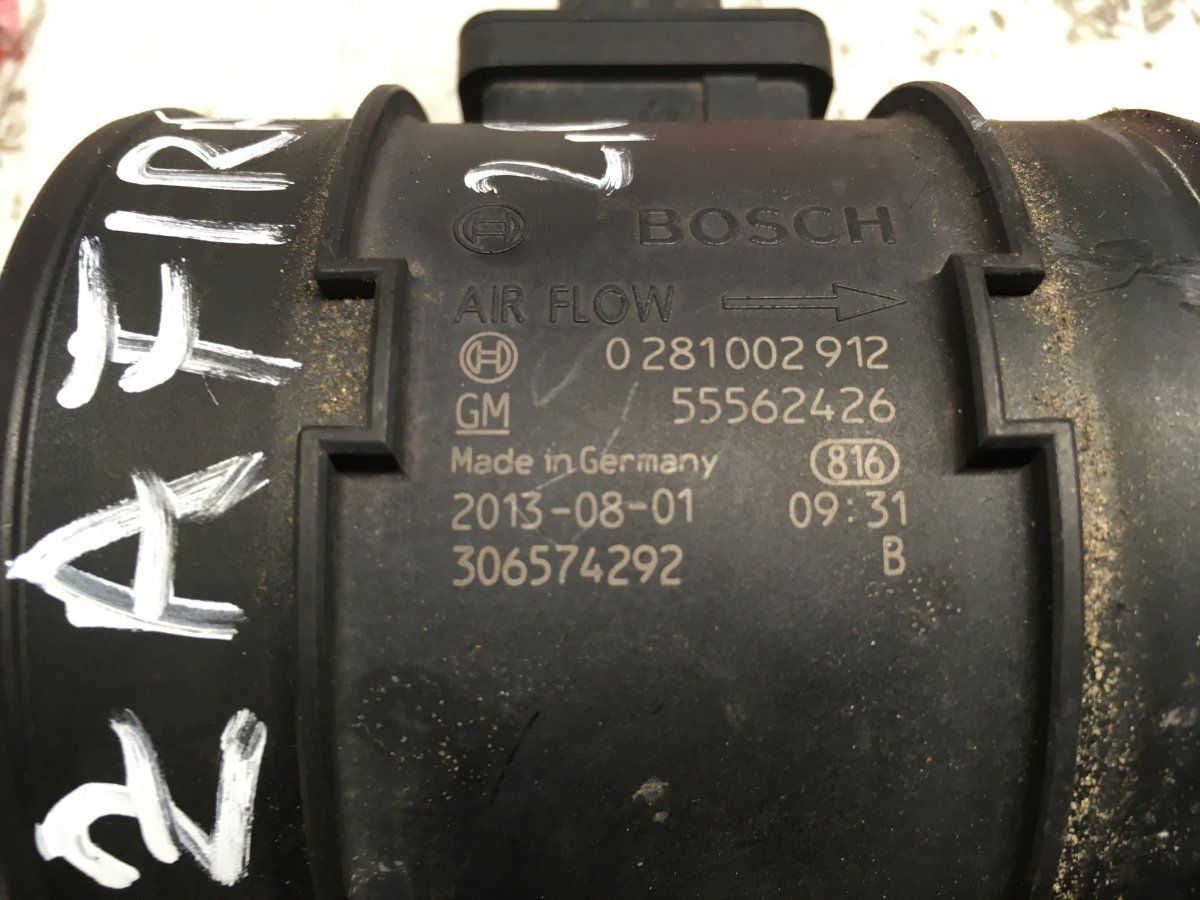 BOSCH
AIR FLOW
0 281 002 912
GM
55562426
Made in Germany
816
2013-08-01
09:31
306574292
B
ZAFIRA